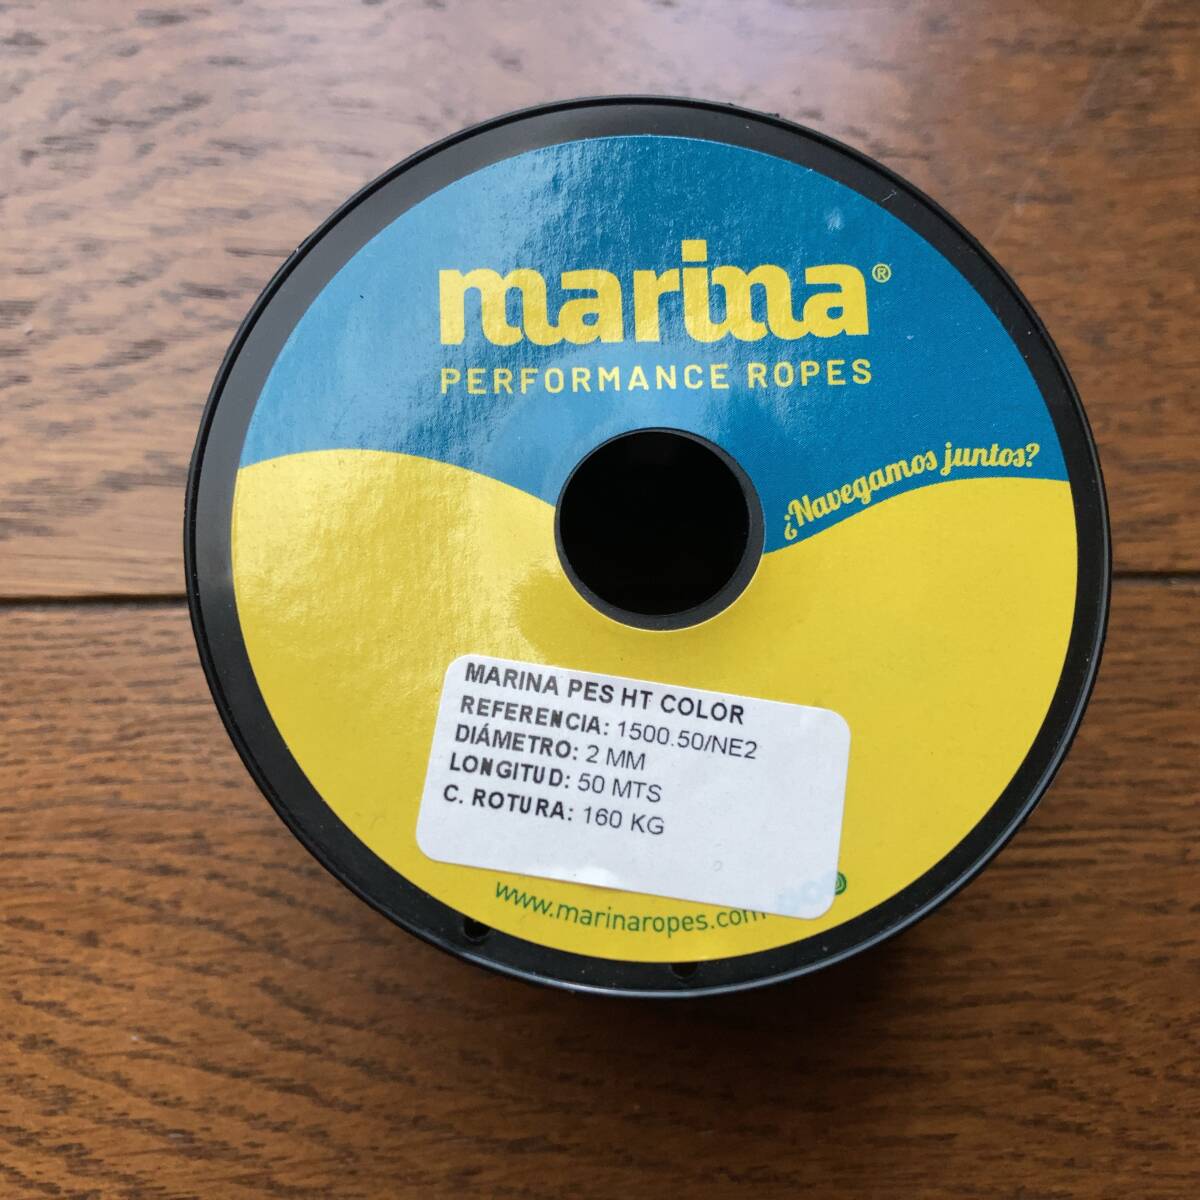 marina®
PERFORMANCE ROPES
¿Navegamos juntos?
MARINA PES HT COLOR
REFERENCIA: 1500.50/NE2
DIÁMETRO: 2 MM
LONGITUD: 50 MTS
C. ROTURA: 160 KG
www.marinaropes.com